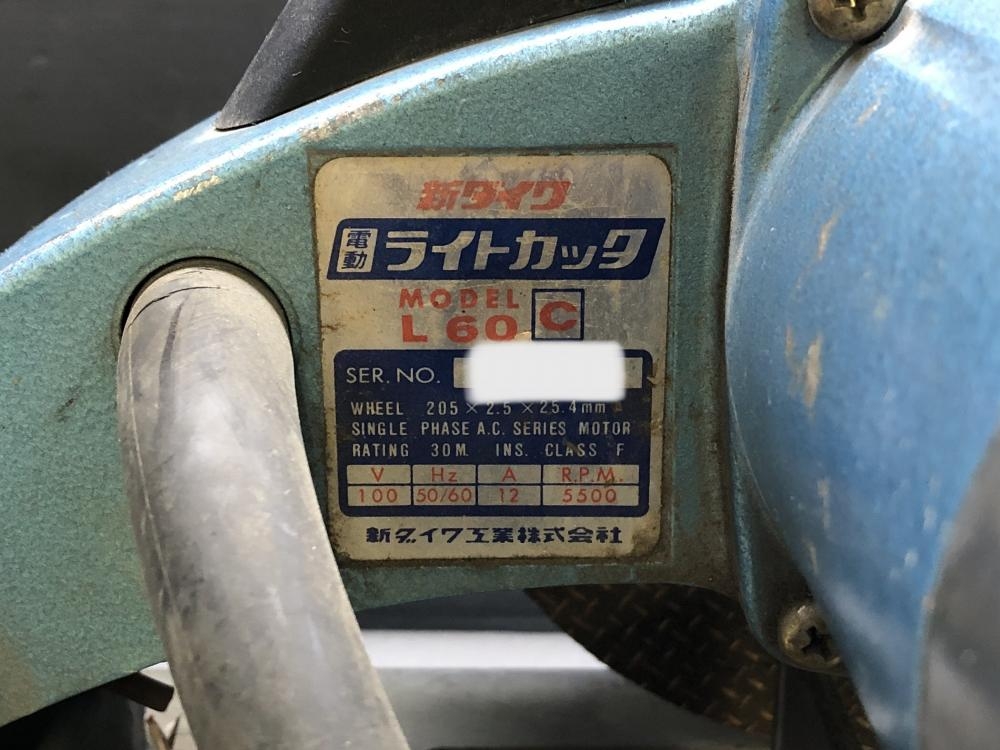 新ダイワ
電動 ライトカッタ
MODEL
L 60 C
SER. NO.
WHEEL 205 × 2.5 × 25.4 mm
SINGLE PHASE A.C. SERIES MOTOR
RATING 30M. INS. CLASS F
V Hz A R.P.M.
100 50/60 12 5500
新ダイワ工業株式会社